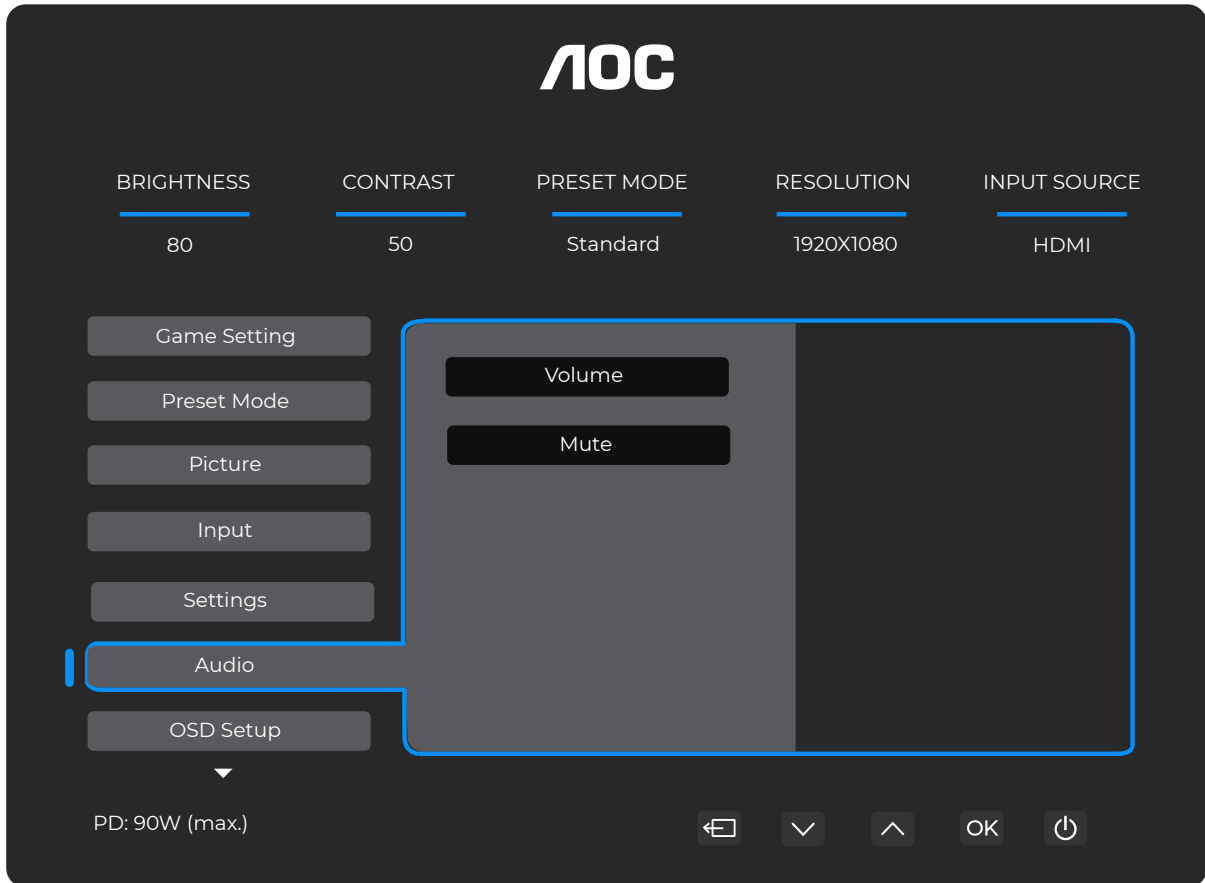 AOC
BRIGHTNESS CONTRAST PRESET MODE RESOLUTION INPUT SOURCE
80 50 Standard 1920X1080 HDMI
Game Setting
Preset Mode
Picture
Input
Settings
Audio
OSD Setup
Volume
Mute
PD: 90W (max.)
OK